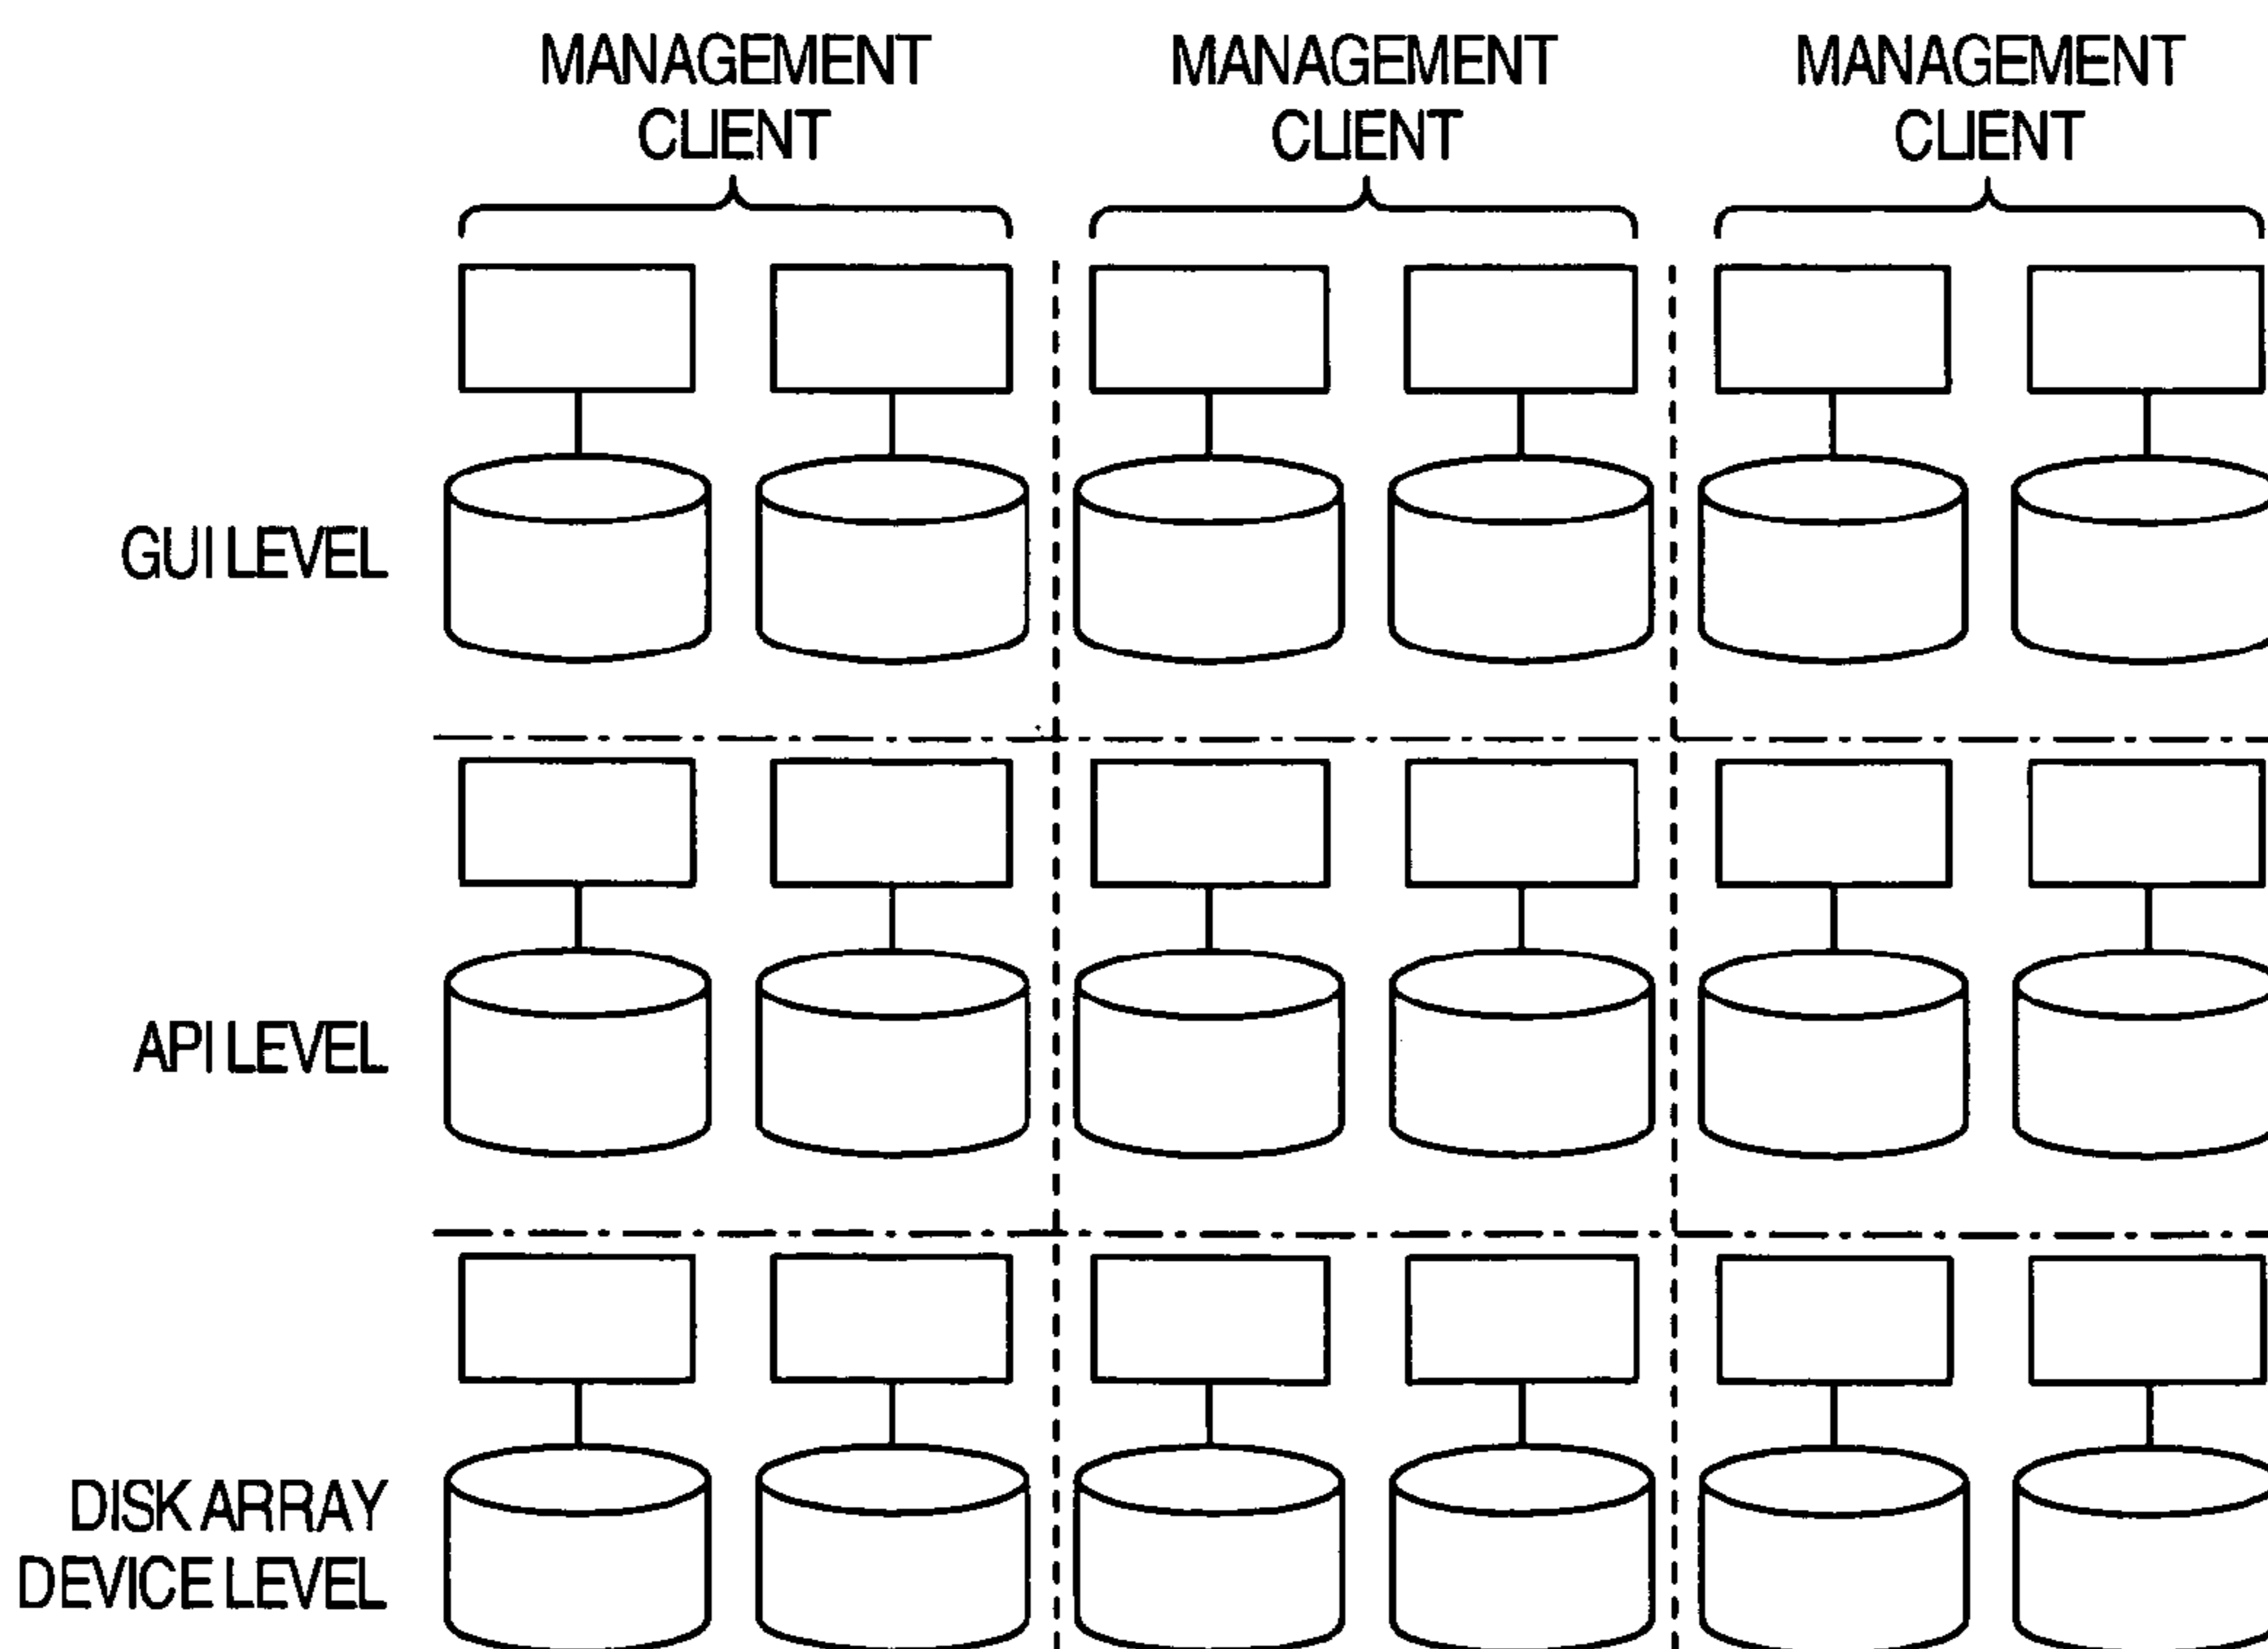 MANAGEMENT
CLIENT
MANAGEMENT
CLIENT
MANAGEMENT
CLIENT
GUI LEVEL
API LEVEL
DISK ARRAY
DEVICE LEVEL